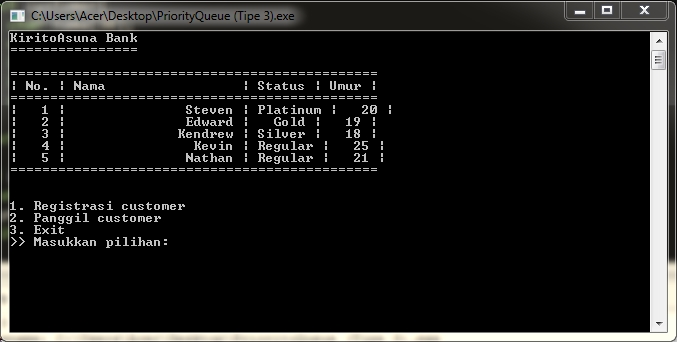 C:\Users\Acer\Desktop\PriorityQueue (Tipe 3).exe
KiritoAsuna Bank
================
==============================================
| No. | Nama                      | Status | Umur |
==============================================
|   1 |               Steven | Platinum |   20 |
|   2 |               Edward |   Gold |   19 |
|   3 |              Kendrew | Silver |   18 |
|   4 |                Kevin | Regular |   25 |
|   5 |               Nathan | Regular |   21 |
==============================================
1. Registrasi customer
2. Panggil customer
3. Exit
>> Masukkan pilihan: